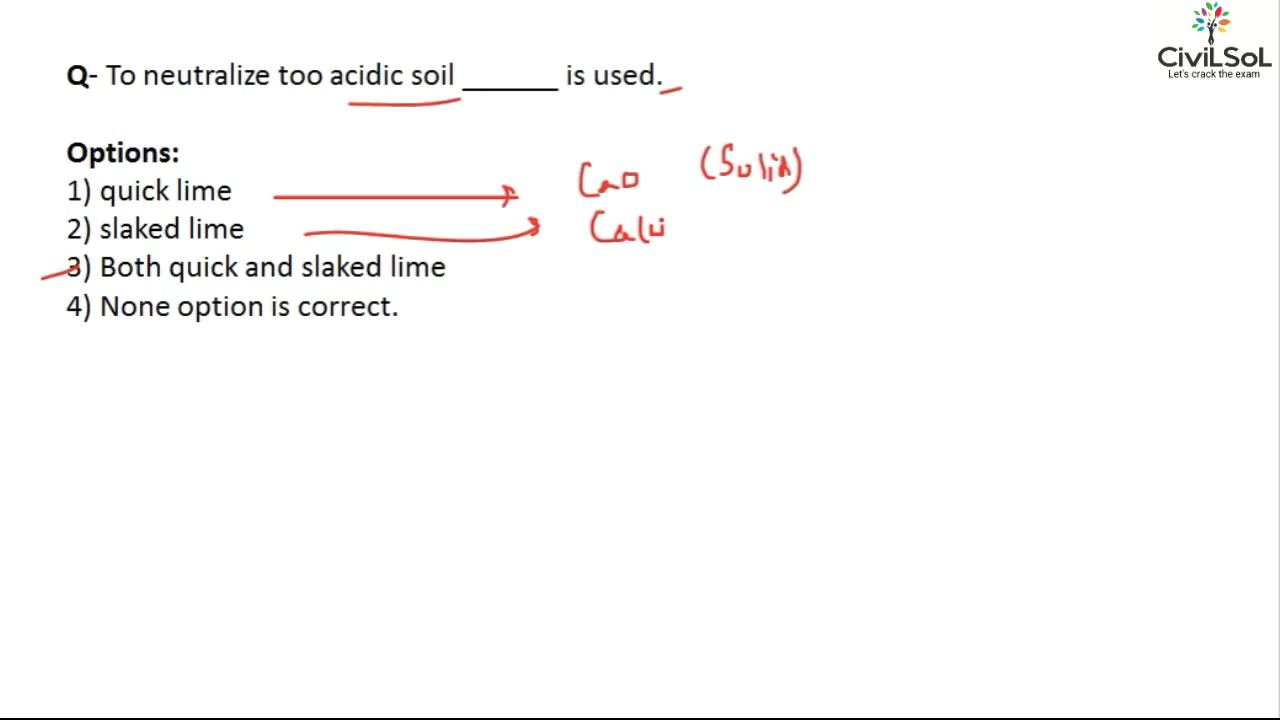 CiviLSoL
Let's crack the exam
Q- To neutralize too acidic soil ______ is used.
Options:
1) quick lime CaO (Solid)
2) slaked lime
3) Both quick and slaked lime
4) None option is correct.